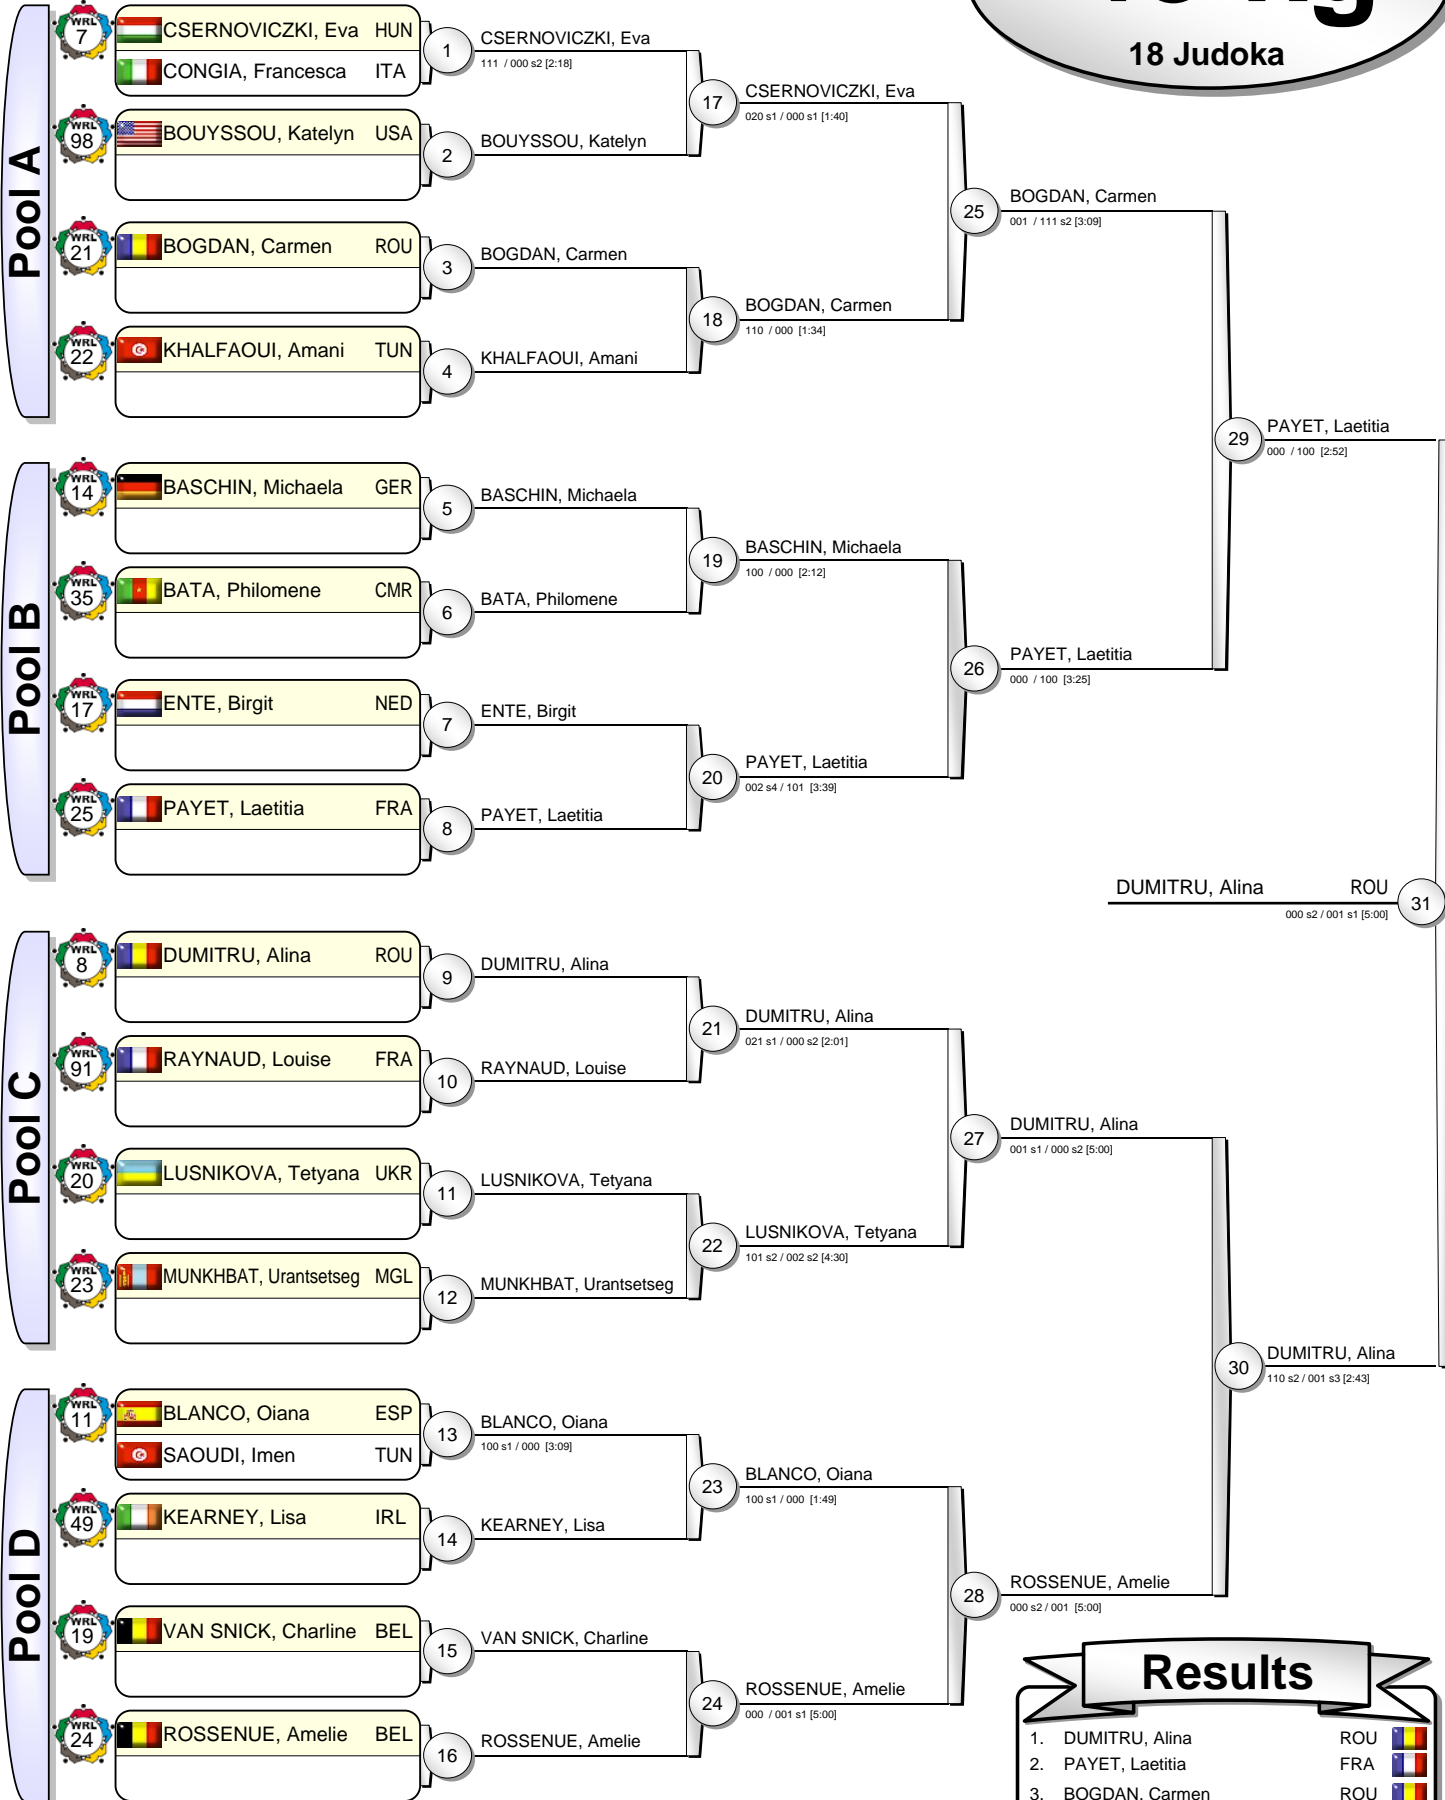 18 Judoka
Pool A
WRL 7
CSERNOVICZKI, Eva HUN
CONGIA, Francesca ITA
WRL 98
BOUYSSOU, Katelyn USA
WRL 21
BOGDAN, Carmen ROU
WRL 22
KHALFAOUI, Amani TUN
1
CSERNOVICZKI, Eva
111 / 000 s2 [2:18]
2
BOUYSSOU, Katelyn
3
BOGDAN, Carmen
4
KHALFAOUI, Amani
17
CSERNOVICZKI, Eva
020 s1 / 000 s1 [1:40]
18
BOGDAN, Carmen
110 / 000 [1:34]
25
BOGDAN, Carmen
001 / 111 s2 [3:09]
Pool B
WRL 14
BASCHIN, Michaela GER
WRL 35
BATA, Philomene CMR
WRL 17
ENTE, Birgit NED
WRL 25
PAYET, Laetitia FRA
5
BASCHIN, Michaela
6
BATA, Philomene
7
ENTE, Birgit
8
PAYET, Laetitia
19
BASCHIN, Michaela
100 / 000 [2:12]
20
PAYET, Laetitia
002 s4 / 101 [3:39]
26
PAYET, Laetitia
000 / 100 [3:25]
29
PAYET, Laetitia
000 / 100 [2:52]
DUMITRU, Alina ROU
000 s2 / 001 s1 [5:00]
31
Pool C
WRL 8
DUMITRU, Alina ROU
WRL 91
RAYNAUD, Louise FRA
WRL 20
LUSNIKOVA, Tetyana UKR
WRL 23
MUNKHBAT, Urantsetseg MGL
9
DUMITRU, Alina
10
RAYNAUD, Louise
11
LUSNIKOVA, Tetyana
12
MUNKHBAT, Urantsetseg
21
DUMITRU, Alina
021 s1 / 000 s2 [2:01]
22
LUSNIKOVA, Tetyana
101 s2 / 002 s2 [4:30]
27
DUMITRU, Alina
001 s1 / 000 s2 [5:00]
Pool D
WRL 11
BLANCO, Oiana ESP
SAOUDI, Imen TUN
WRL 49
KEARNEY, Lisa IRL
WRL 19
VAN SNICK, Charline BEL
WRL 24
ROSSENUE, Amelie BEL
13
BLANCO, Oiana
100 s1 / 000 [3:09]
14
KEARNEY, Lisa
15
VAN SNICK, Charline
16
ROSSENUE, Amelie
23
BLANCO, Oiana
100 s1 / 000 [1:49]
24
ROSSENUE, Amelie
000 / 001 s1 [5:00]
28
ROSSENUE, Amelie
000 s2 / 001 [5:00]
30
DUMITRU, Alina
110 s2 / 001 s3 [2:43]
Results
1. DUMITRU, Alina ROU
2. PAYET, Laetitia FRA
3. BOGDAN, Carmen ROU